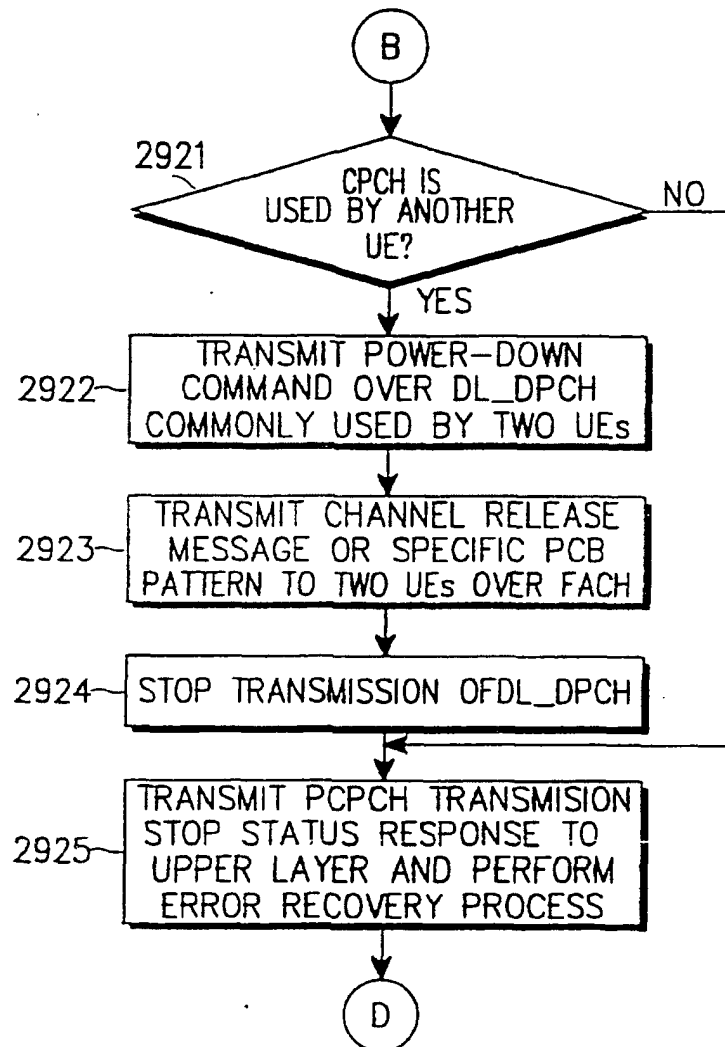 B
2921
CPCH IS
USED BY ANOTHER
UE?
NO
YES
2922
TRANSMIT POWER-DOWN
COMMAND OVER DL_DPCH
COMMONLY USED BY TWO UEs
2923
TRANSMIT CHANNEL RELEASE
MESSAGE OR SPECIFIC PCB
PATTERN TO TWO UEs OVER FACH
2924
STOP TRANSMISSION OFDL_DPCH
2925
TRANSMIT PCPCH TRANSMISION
STOP STATUS RESPONSE TO
UPPER LAYER AND PERFORM
ERROR RECOVERY PROCESS
D